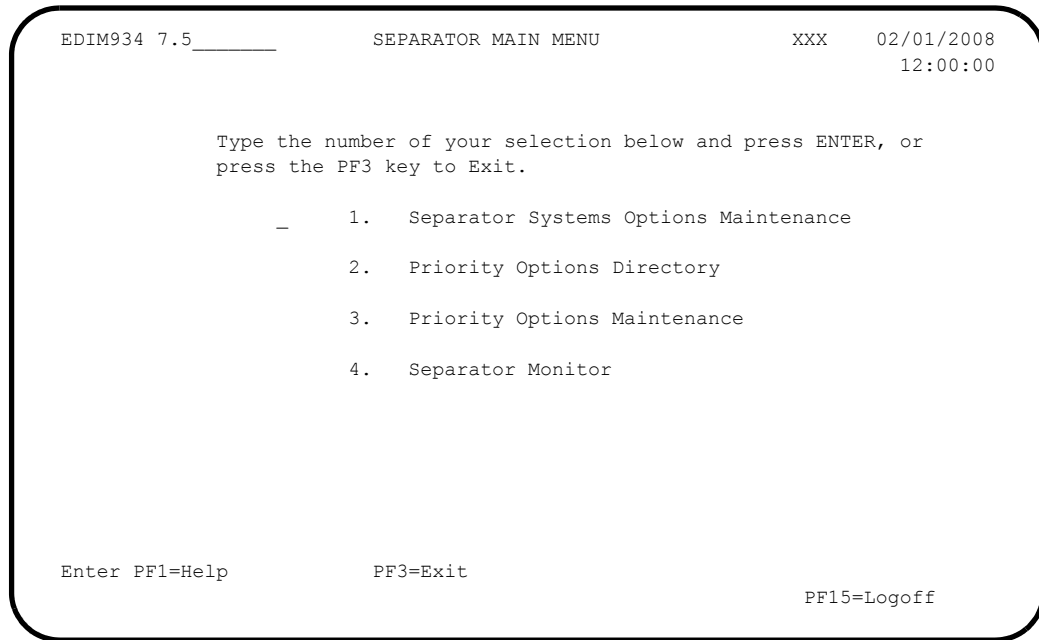 EDIM934 7.5_______ SEPARATOR MAIN MENU XXX 02/01/2008
12:00:00
Type the number of your selection below and press ENTER, or
press the PF3 key to Exit.
_ 1. Separator Systems Options Maintenance
2. Priority Options Directory
3. Priority Options Maintenance
4. Separator Monitor
Enter PF1=Help PF3=Exit
PF15=Logoff